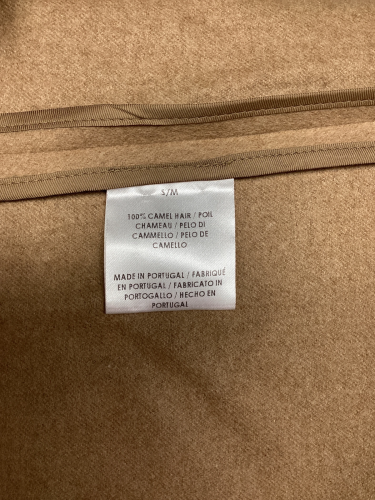 S/M
100% CAMEL HAIR / POIL
CHAMEAU / PELO DI
CAMMELLO / PELO DE
CAMELLO
MADE IN PORTUGAL / FABRIQUÉ
EN PORTUGAL / FABRICATO IN
PORTOGALLO / HECHO EN
PORTUGAL